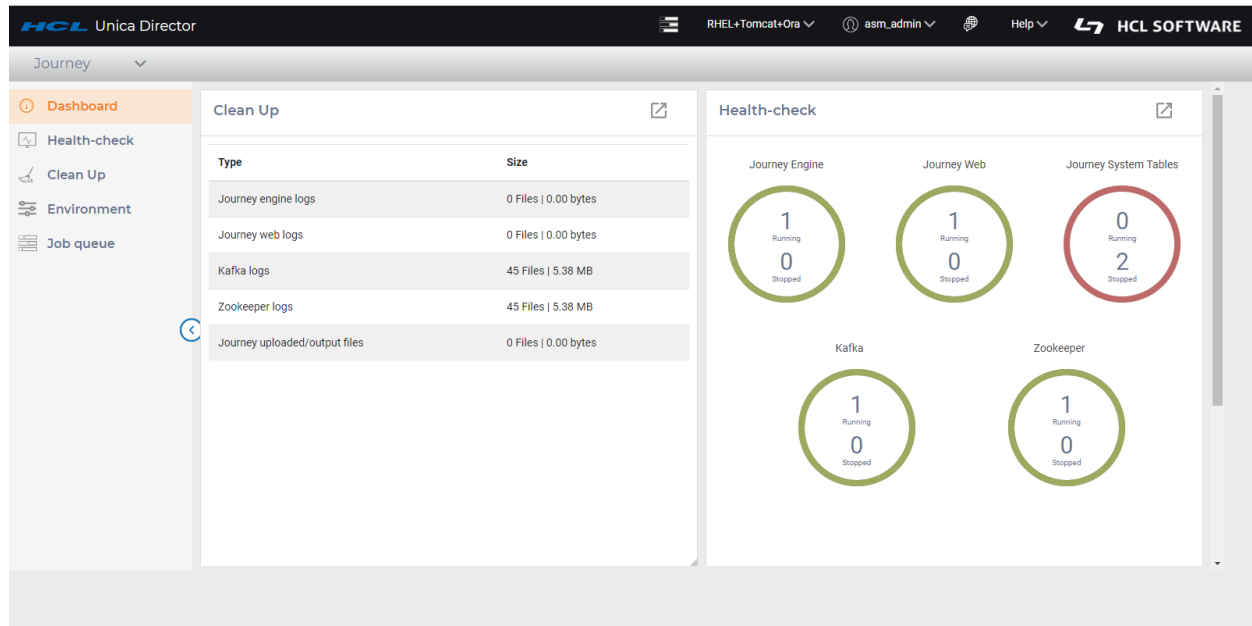 HCL Unica Director RHEL+Tomcat+Ora asm_admin Help HCL SOFTWARE
Journey
Dashboard
Health-check
Clean Up
Environment
Job queue
Clean Up
Type Size
Journey engine logs 0 Files | 0.00 bytes
Journey web logs 0 Files | 0.00 bytes
Kafka logs 45 Files | 5.38 MB
Zookeeper logs 45 Files | 5.38 MB
Journey uploaded/output files 0 Files | 0.00 bytes
Health-check
Journey Engine Journey Web Journey System Tables
1 1 0
Running Running Running
0 0 2
Stopped Stopped Stopped
Kafka Zookeeper
1 1
Running Running
0 0
Stopped Stopped